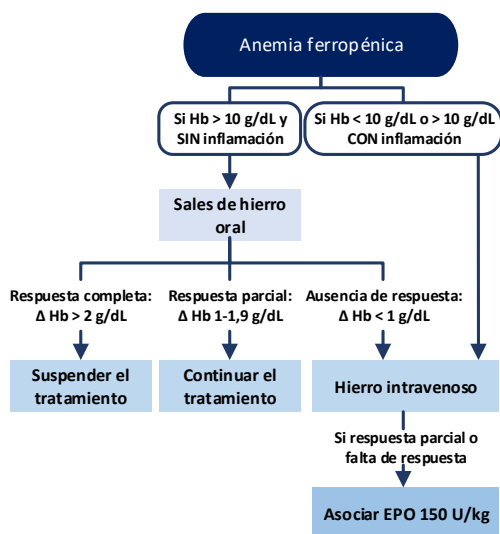 Anemia ferropénica
Si Hb > 10 g/dL y
SIN inflamación
Si Hb < 10 g/dL o > 10 g/dL
CON inflamación
Sales de hierro
oral
Respuesta completa:
Δ Hb > 2 g/dL
Respuesta parcial:
Δ Hb 1-1,9 g/dL
Ausencia de respuesta:
Δ Hb < 1 g/dL
Suspender el
tratamiento
Continuar el
tratamiento
Hierro intravenoso
Si respuesta parcial o
falta de respuesta
Asociar EPO 150 U/kg